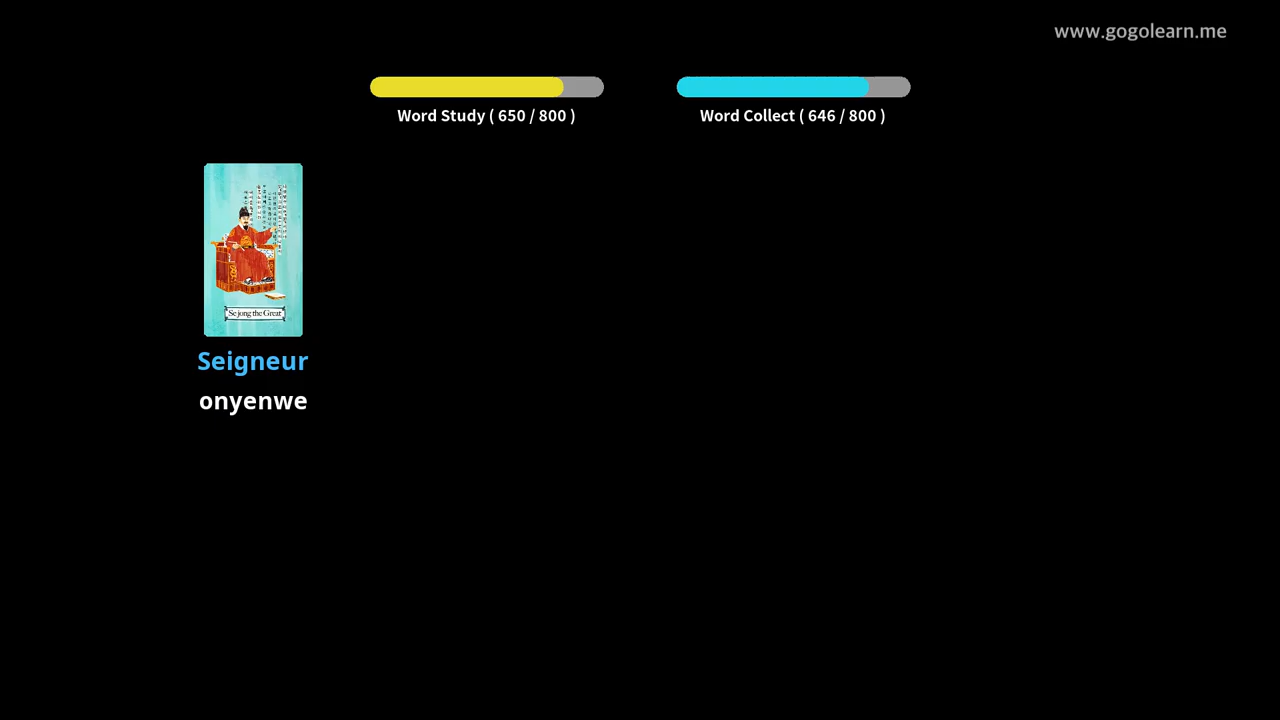 www.gogolearn.me
Word Study ( 650 / 800 )
Word Collect ( 646 / 800 )
Se jong the Great
Seigneur
onyenwe